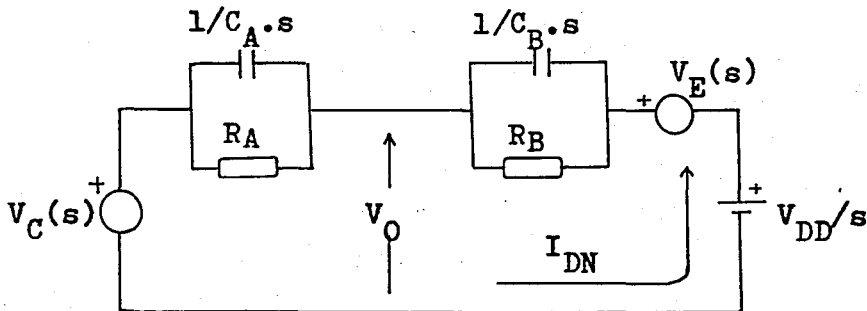 1/C_A.s
1/C_B.s
V_E(s)
R_A
R_B
+
+
+
V_C(s)
V_O
I_DN
V_DD/s